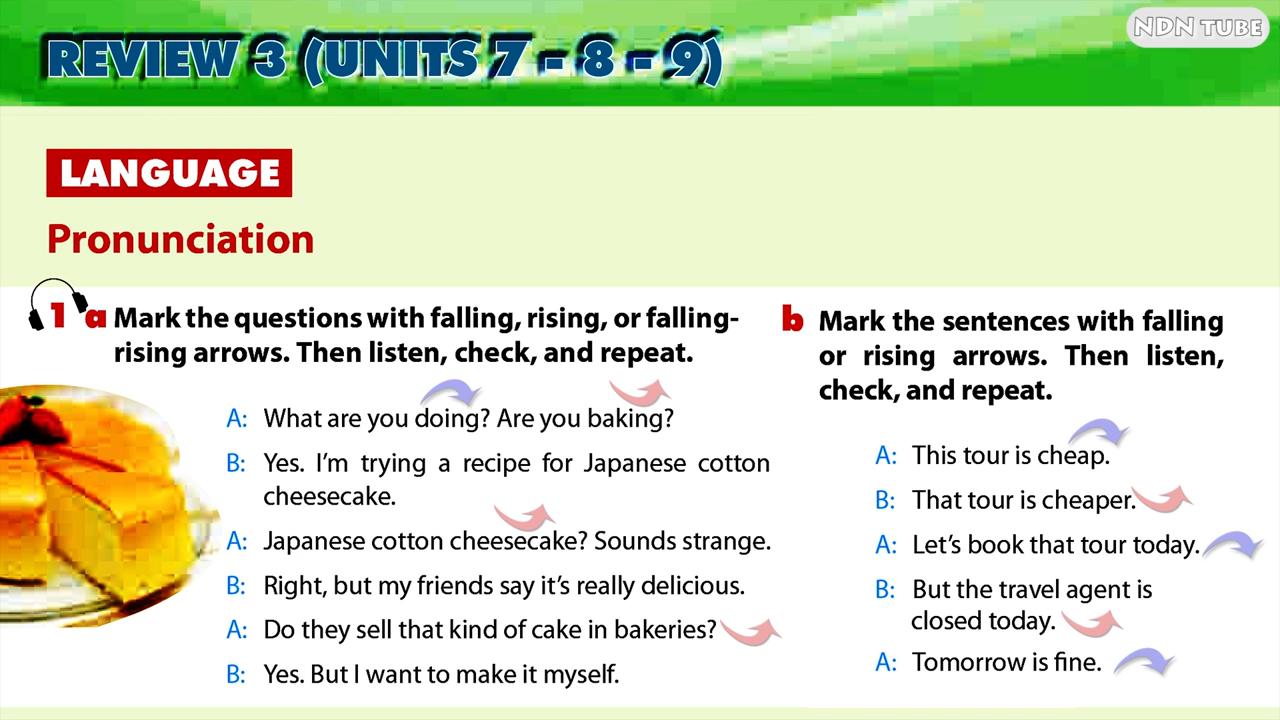 NDN TUBE
REVIEW 3 (UNITS 7 - 8 - 9)
LANGUAGE
Pronunciation
1 a Mark the questions with falling, rising, or falling-
rising arrows. Then listen, check, and repeat.
A: What are you doing? Are you baking?
B: Yes. I'm trying a recipe for Japanese cotton
cheesecake.
A: Japanese cotton cheesecake? Sounds strange.
B: Right, but my friends say it's really delicious.
A: Do they sell that kind of cake in bakeries?
B: Yes. But I want to make it myself.
b Mark the sentences with falling
or rising arrows. Then listen,
check, and repeat.
A: This tour is cheap.
B: That tour is cheaper.
A: Let's book that tour today.
B: But the travel agent is
closed today.
A: Tomorrow is fine.